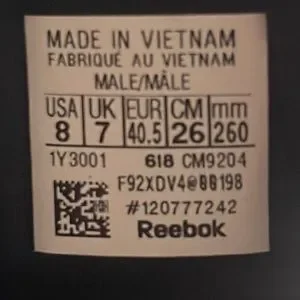 MADE IN VIETNAM
FABRIQUÉ AU VIETNAM
MALE/MÂLE
USA UK EUR CM mm
8 7 40.5 26 260
1Y3001 618 CM9204
F92XDV4@00198
#120777242
Reebok